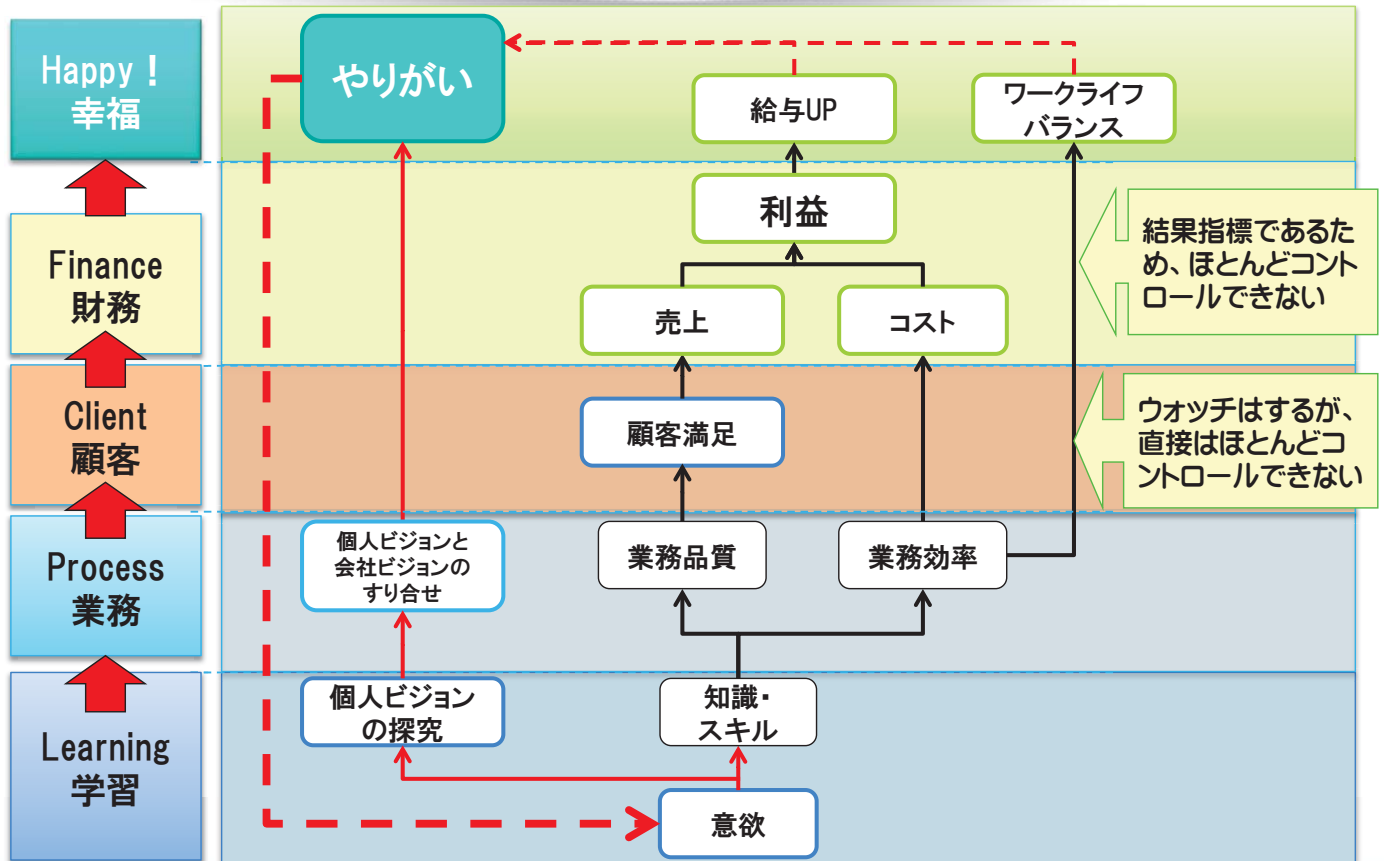 Happy！
幸福
Finance
財務
Client
顧客
Process
業務
Learning
学習
やりがい
給与UP
ワークライフ
バランス
利益
売上
コスト
顧客満足
個人ビジョンと
会社ビジョンの
すり合せ
業務品質
業務効率
個人ビジョン
の探究
知識・
スキル
意欲
結果指標であるた
め、ほとんどコント
ロールできない
ウォッチはするが、
直接はほとんどコ
ントロールできない